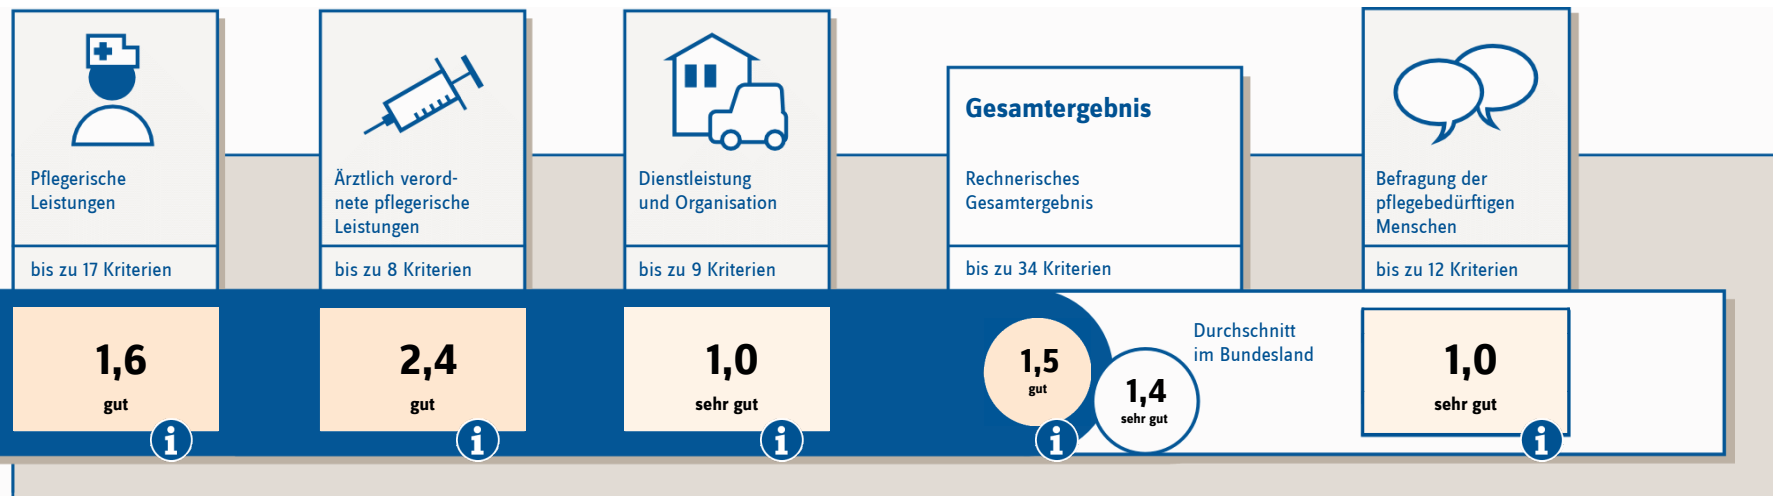 Pflegerische
Leistungen
bis zu 17 Kriterien
1,6
gut
i
Ärztlich verord-
nete pflegerische
Leistungen
bis zu 8 Kriterien
2,4
gut
i
Dienstleistung
und Organisation
bis zu 9 Kriterien
1,0
sehr gut
i
Gesamtergebnis
Rechnerisches
Gesamtergebnis
bis zu 34 Kriterien
1,5
gut
i
1,4
sehr gut
Durchschnitt
im Bundesland
Befragung der
pflegebedürftigen
Menschen
bis zu 12 Kriterien
1,0
sehr gut
i